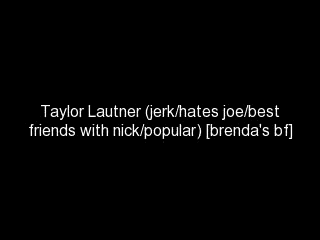 Taylor Lautner (jerk/hates joe/best
friends with nick/popular) [brenda's bf]